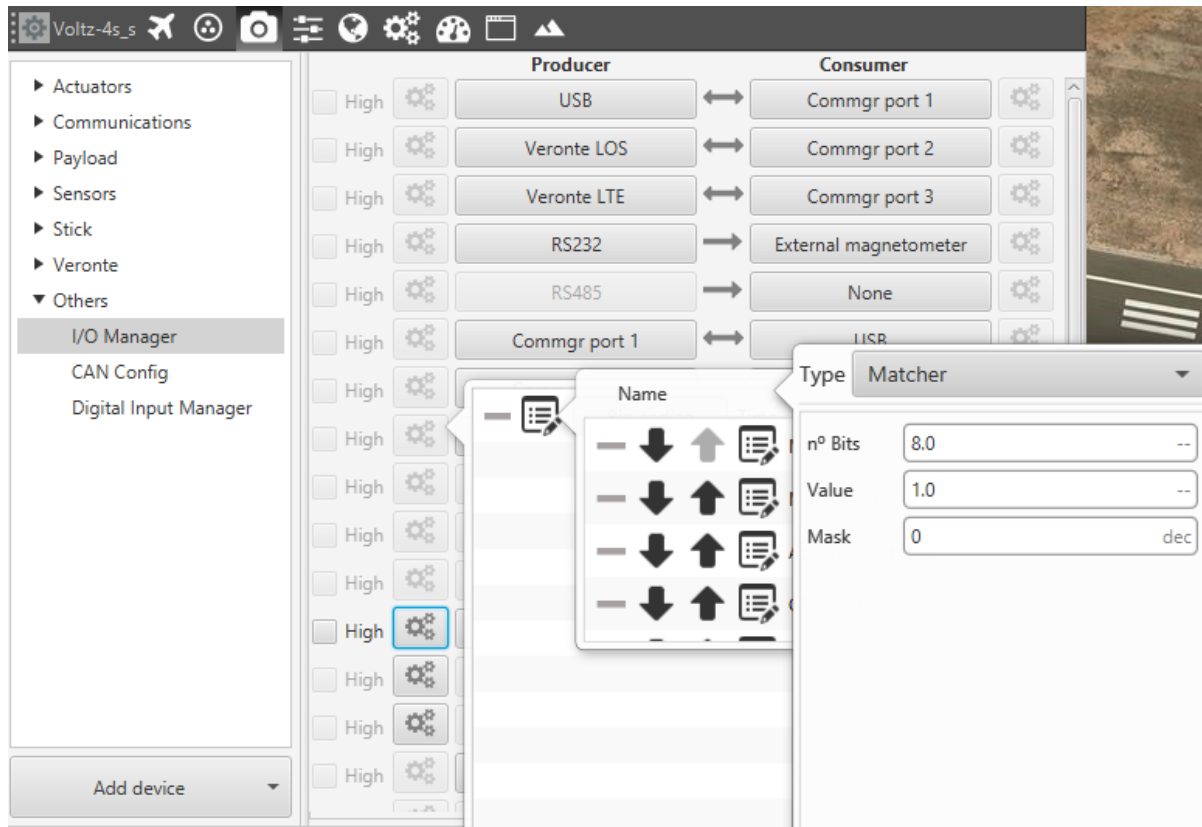 Voltz-4s_s
Actuators
Communications
Payload
Sensors
Stick
Veronte
Others
I/O Manager
CAN Config
Digital Input Manager
Add device
Producer Consumer
High USB Commgr port 1
High Veronte LOS Commgr port 2
High Veronte LTE Commgr port 3
High RS232 External magnetometer
High RS485 None
High Commgr port 1 USB
High
High
High
High
High
High
High
High
High
Name
Type Matcher
nº Bits 8.0 --
Value 1.0 --
Mask 0 dec